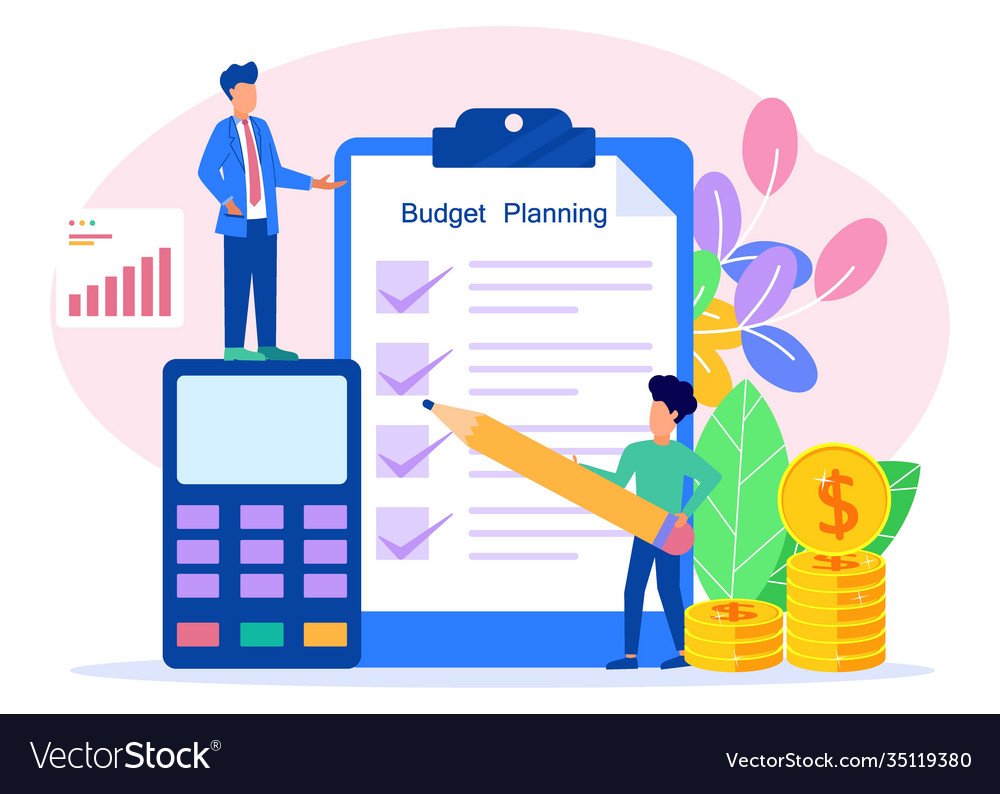 Budget Planning
$
$
$
VectorStock®
VectorStock.com/35119380